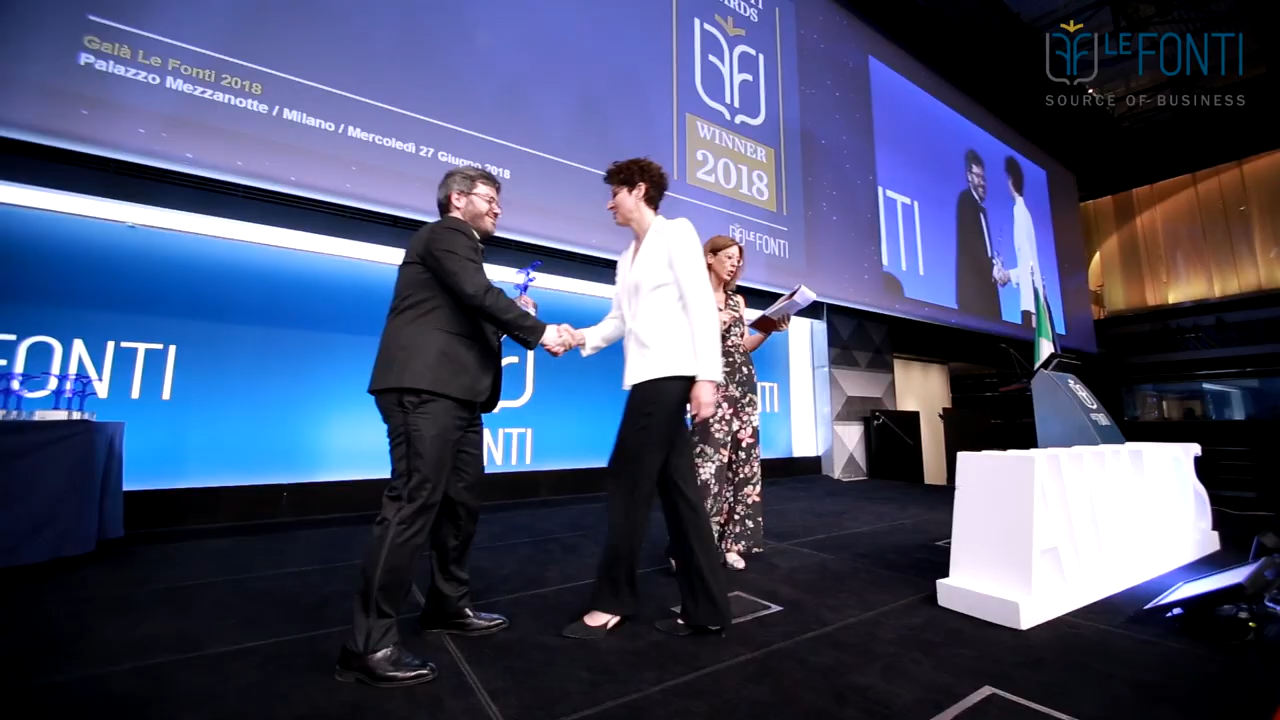 Galà Le Fonti 2018
Palazzo Mezzanotte / Milano / Mercoledì 27 Giugno 2018
WINNER
2018
LE FONTI
LE FONTI
SOURCE OF BUSINESS
FONTI
NTI